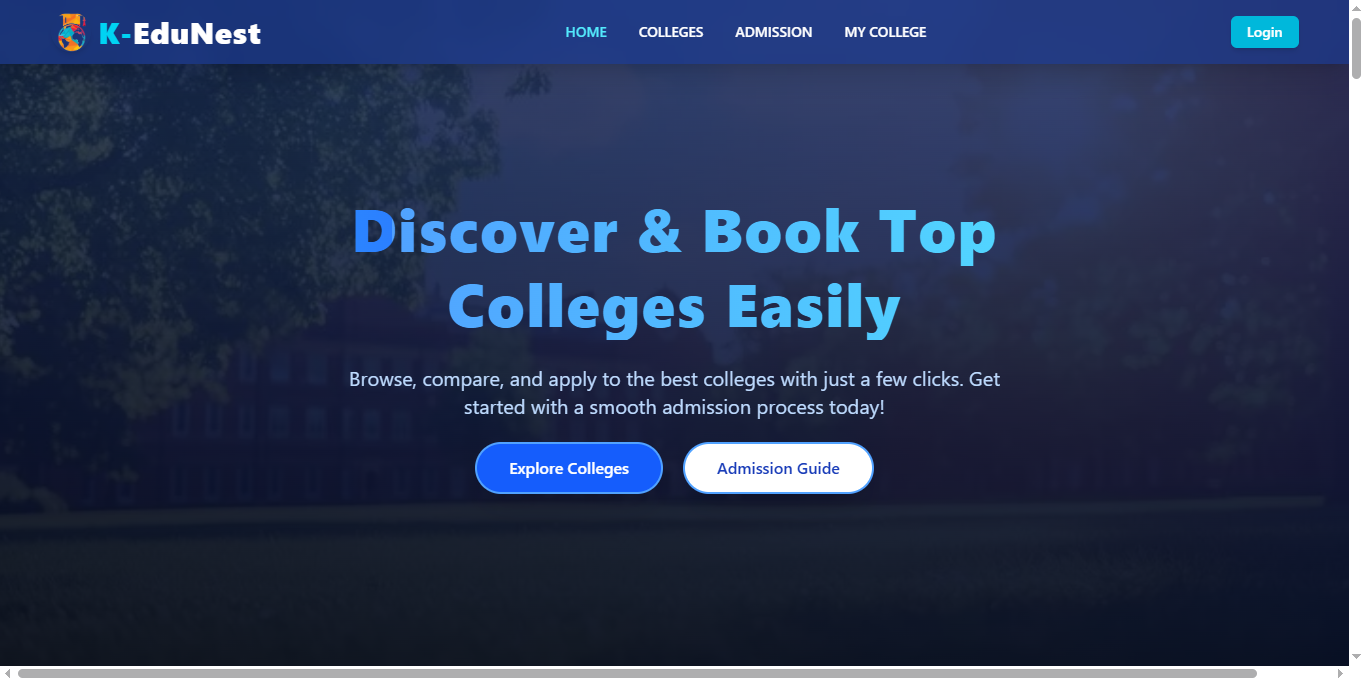 K-EduNest
HOME
COLLEGES
ADMISSION
MY COLLEGE
Login
Discover & Book Top
Colleges Easily
Browse, compare, and apply to the best colleges with just a few clicks. Get
started with a smooth admission process today!
Explore Colleges
Admission Guide